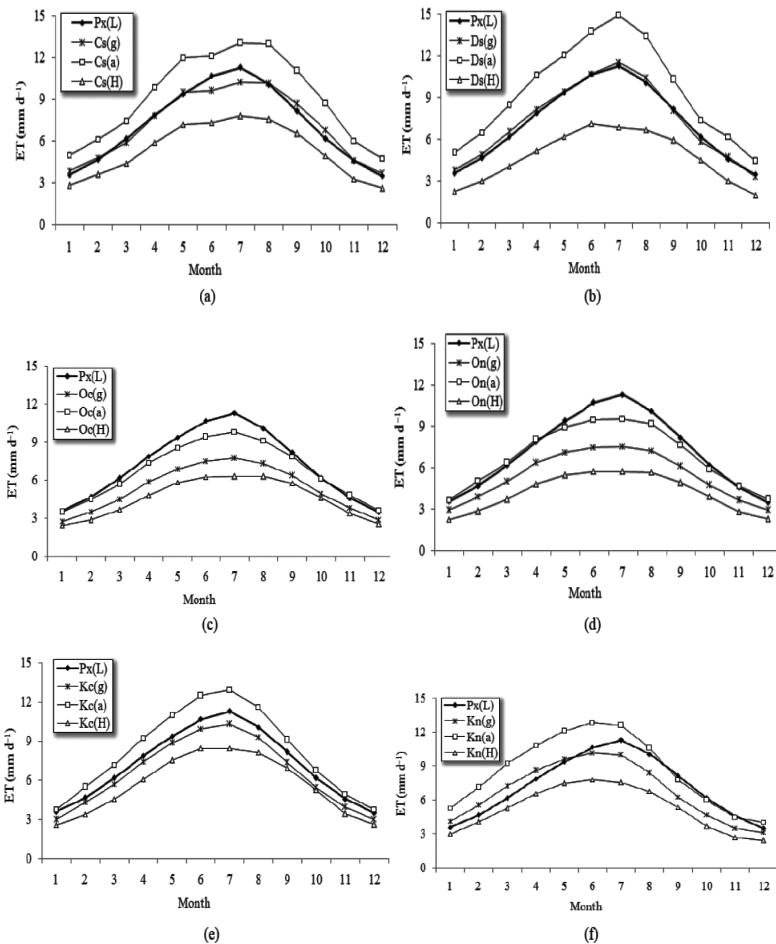 Px(L)
Cs(g)
Cs(a)
Cs(H)
ET (mm d⁻¹)
15
12
9
6
3
0
1 2 3 4 5 6 7 8 9 10 11 12
Month
(a)
Px(L)
Ds(g)
Ds(a)
Ds(H)
ET (mm d⁻¹)
15
12
9
6
3
0
1 2 3 4 5 6 7 8 9 10 11 12
Month
(b)
Px(L)
Oc(g)
Oc(a)
Oc(H)
ET (mm d⁻¹)
15
12
9
6
3
0
1 2 3 4 5 6 7 8 9 10 11 12
Month
(c)
Px(L)
On(g)
On(a)
On(H)
ET (mm d⁻¹)
15
12
9
6
3
0
1 2 3 4 5 6 7 8 9 10 11 12
Month
(d)
Px(L)
Kc(g)
Kc(a)
Kc(H)
ET (mm d⁻¹)
15
12
9
6
3
0
1 2 3 4 5 6 7 8 9 10 11 12
Month
(e)
Px(L)
Kn(g)
Kn(a)
Kn(H)
ET (mm d⁻¹)
15
12
9
6
3
0
1 2 3 4 5 6 7 8 9 10 11 12
Month
(f)